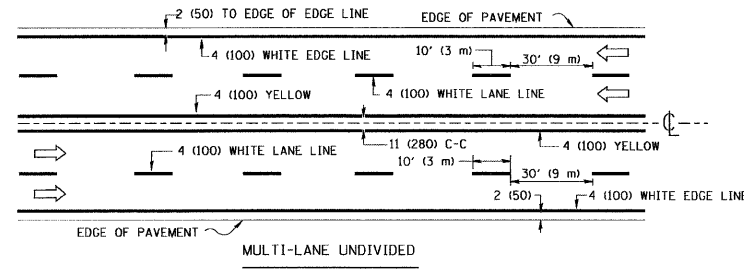 2 (50) TO EDGE OF EDGE LINE
EDGE OF PAVEMENT
4 (100) WHITE EDGE LINE
10' (3 m)
30' (9 m)
4 (100) YELLOW
4 (100) WHITE LANE LINE
CL
4 (100) WHITE LANE LINE
11 (280) C-C
4 (100) YELLOW
10' (3 m)
30' (9 m)
2 (50)
4 (100) WHITE EDGE LINE
EDGE OF PAVEMENT
MULTI-LANE UNDIVIDED